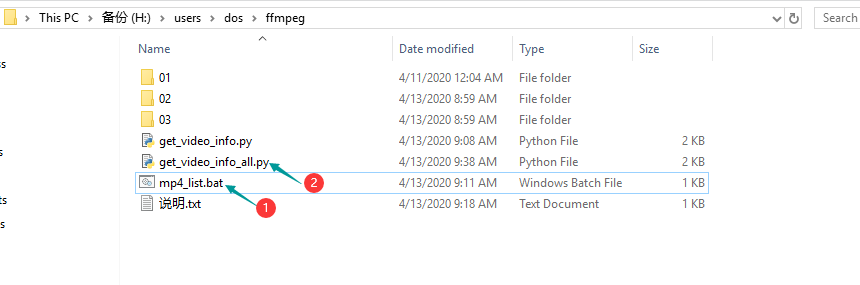 This PC > 备份 (H:) > users > dos > ffmpeg
Search
Name Date modified Type Size
01 4/11/2020 12:04 AM File folder
02 4/13/2020 8:59 AM File folder
03 4/13/2020 8:59 AM File folder
get_video_info.py 4/13/2020 9:08 AM Python File 2 KB
get_video_info_all.py 4/13/2020 9:38 AM Python File 2 KB
2
mp4_list.bat 4/13/2020 9:11 AM Windows Batch File 1 KB
1
说明.txt 4/13/2020 9:18 AM Text Document 1 KB